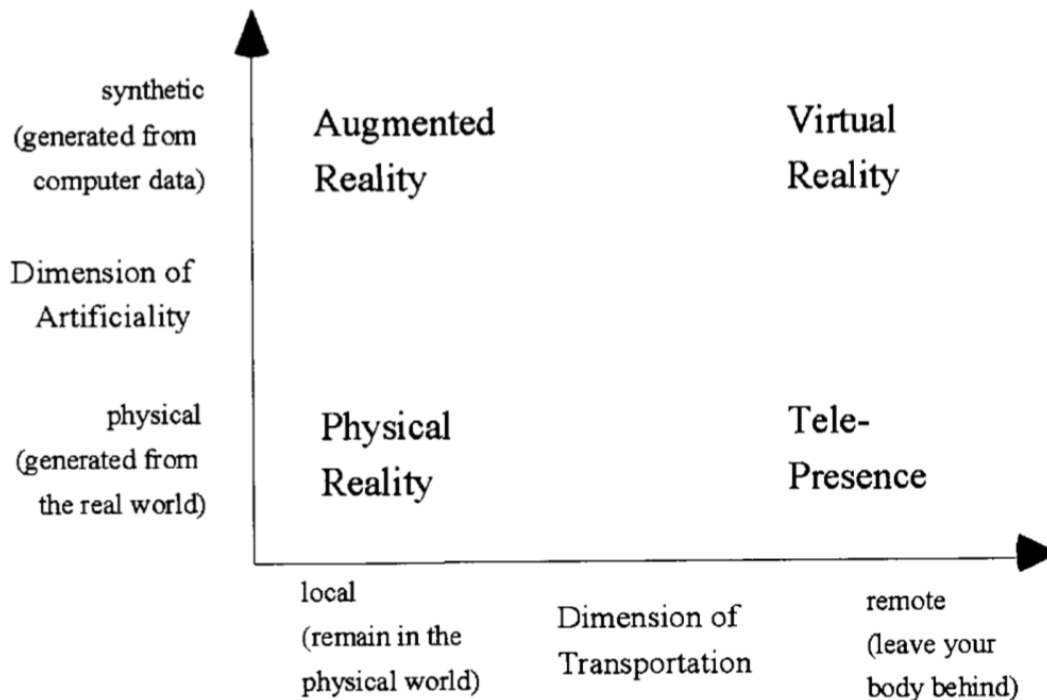 synthetic
(generated from
computer data)
Augmented
Reality
Virtual
Reality
Dimension of
Artificiality
physical
(generated from
the real world)
Physical
Reality
Tele-
Presence
local
(remain in the
physical world)
Dimension of
Transportation
remote
(leave your
body behind)